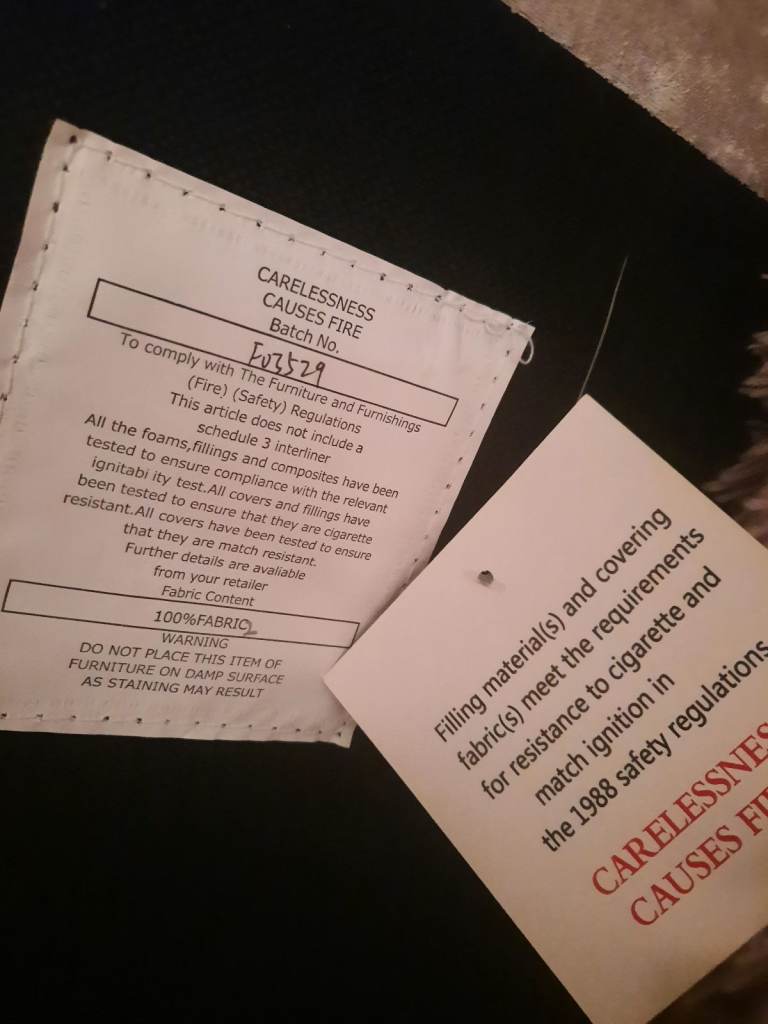 CARELESSNESS
CAUSES FIRE
Batch No.
F03529
To comply with The Furniture and Furnishings
(Fire) (Safety) Regulations
This article does not include a
schedule 3 interliner
All the foams,fillings and composites have been
tested to ensure compliance with the relevant
ignitabi ity test.All covers and fillings have
been tested to ensure that they are cigarette
resistant.All covers have been tested to ensure
that they are match resistant.
Further details are avaliable
from your retailer
Fabric Content
100%FABRIC
WARNING
DO NOT PLACE THIS ITEM OF
FURNITURE ON DAMP SURFACE
AS STAINING MAY RESULT
Filling material(s) and covering
fabric(s) meet the requirements
for resistance to cigarette and
match ignition in
the 1988 safety regulations
CARELESSNES
CAUSES FI